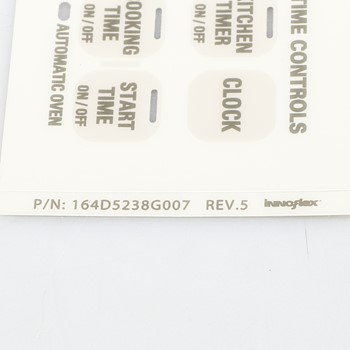 TIME CONTROLS
KITCHEN
TIMER
ON / OFF
CLOCK
COOKING
TIME
ON / OFF
START
TIME
ON / OFF
AUTOMATIC OVEN
P/N: 164D5238G007 REV.5 innoflex